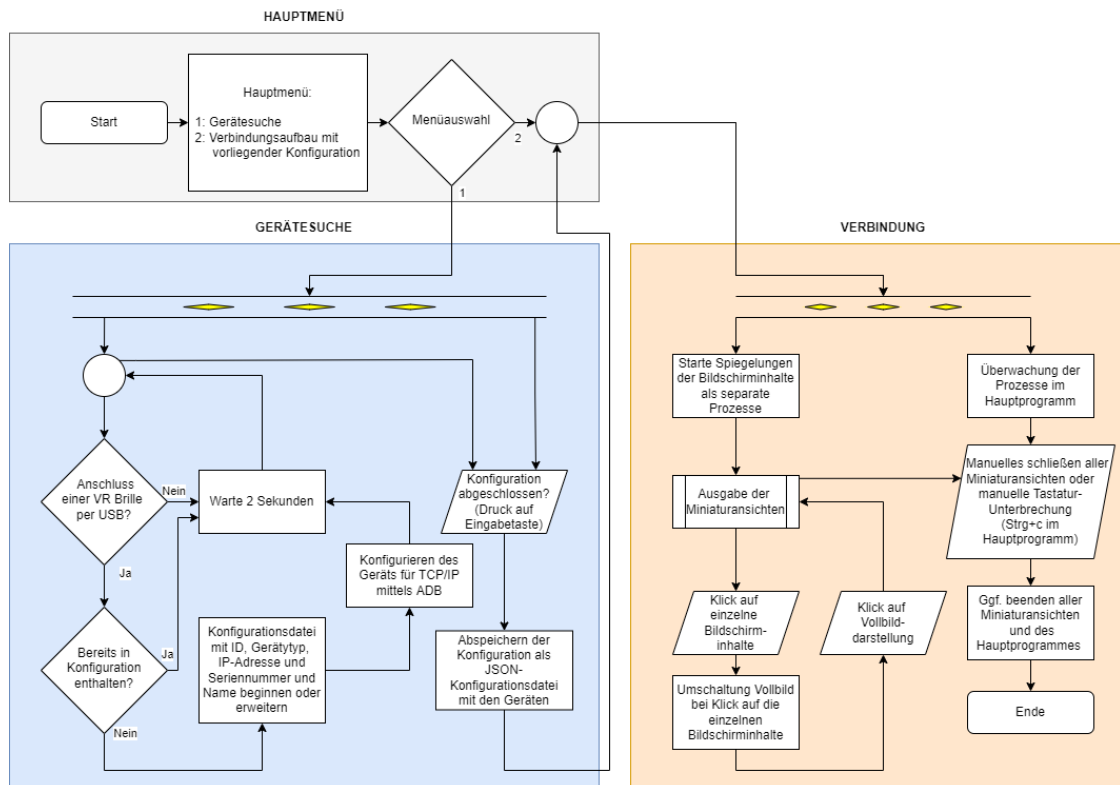 HAUPTMENÜ
Start
Hauptmenü:
1: Gerätesuche
2: Verbindungsaufbau mit
vorliegender Konfiguration
Menüauswahl
2
1
GERÄTESUCHE
Anschluss
einer VR Brille
per USB?
Nein
Ja
Warte 2 Sekunden
Konfiguration
abgeschlossen?
(Druck auf
Eingabetaste)
Konfigurieren des
Geräts für TCP/IP
mittels ADB
Bereits in
Konfiguration
enthalten?
Ja
Nein
Konfigurationsdatei
mit ID, Gerätytyp,
IP-Adresse und
Seriennummer und
Name beginnen oder
erweitern
Abspeichern der
Konfiguration als
JSON-
Konfigurationsdatei
mit den Geräten
VERBINDUNG
Starte Spiegelungen
der Bildschirminhalte
als separate
Prozesse
Überwachung der
Prozesse im
Hauptprogramm
Ausgabe der
Miniaturansichten
Manuelles schließen aller
Miniaturansichten oder
manuelle Tastatur-
Unterbrechung
(Strg+c im
Hauptprogramm)
Klick auf
einzelne
Bildschirm-
inhalte
Klick auf
Vollbild-
darstellung
Ggf. beenden aller
Miniaturansichten
und des
Hauptprogrammes
Umschaltung Vollbild
bei Klick auf die
einzelnen
Bildschirminhalte
Ende